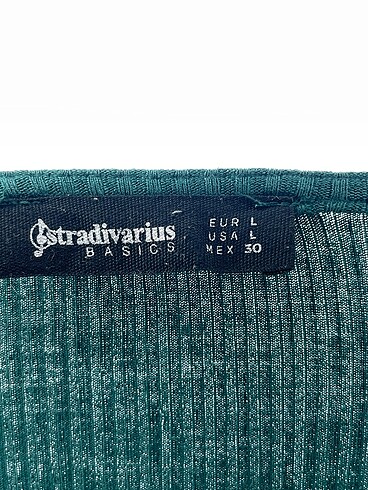 stradivarius
BASICS
EUR L
USA L
MEX 30